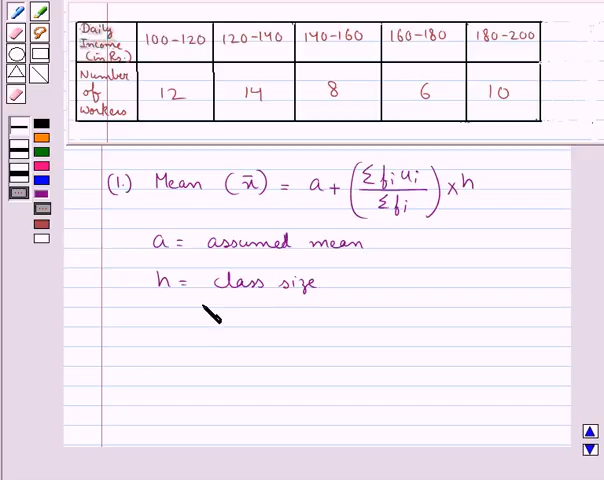 Daily Income (in Rs.) 100-120 120-140 140-160 160-180 180-200
Number of workers 12 14 8 6 10
(1.) Mean (x̄) = a + (Σfiui / Σfi) × h
a = assumed mean
h = class size